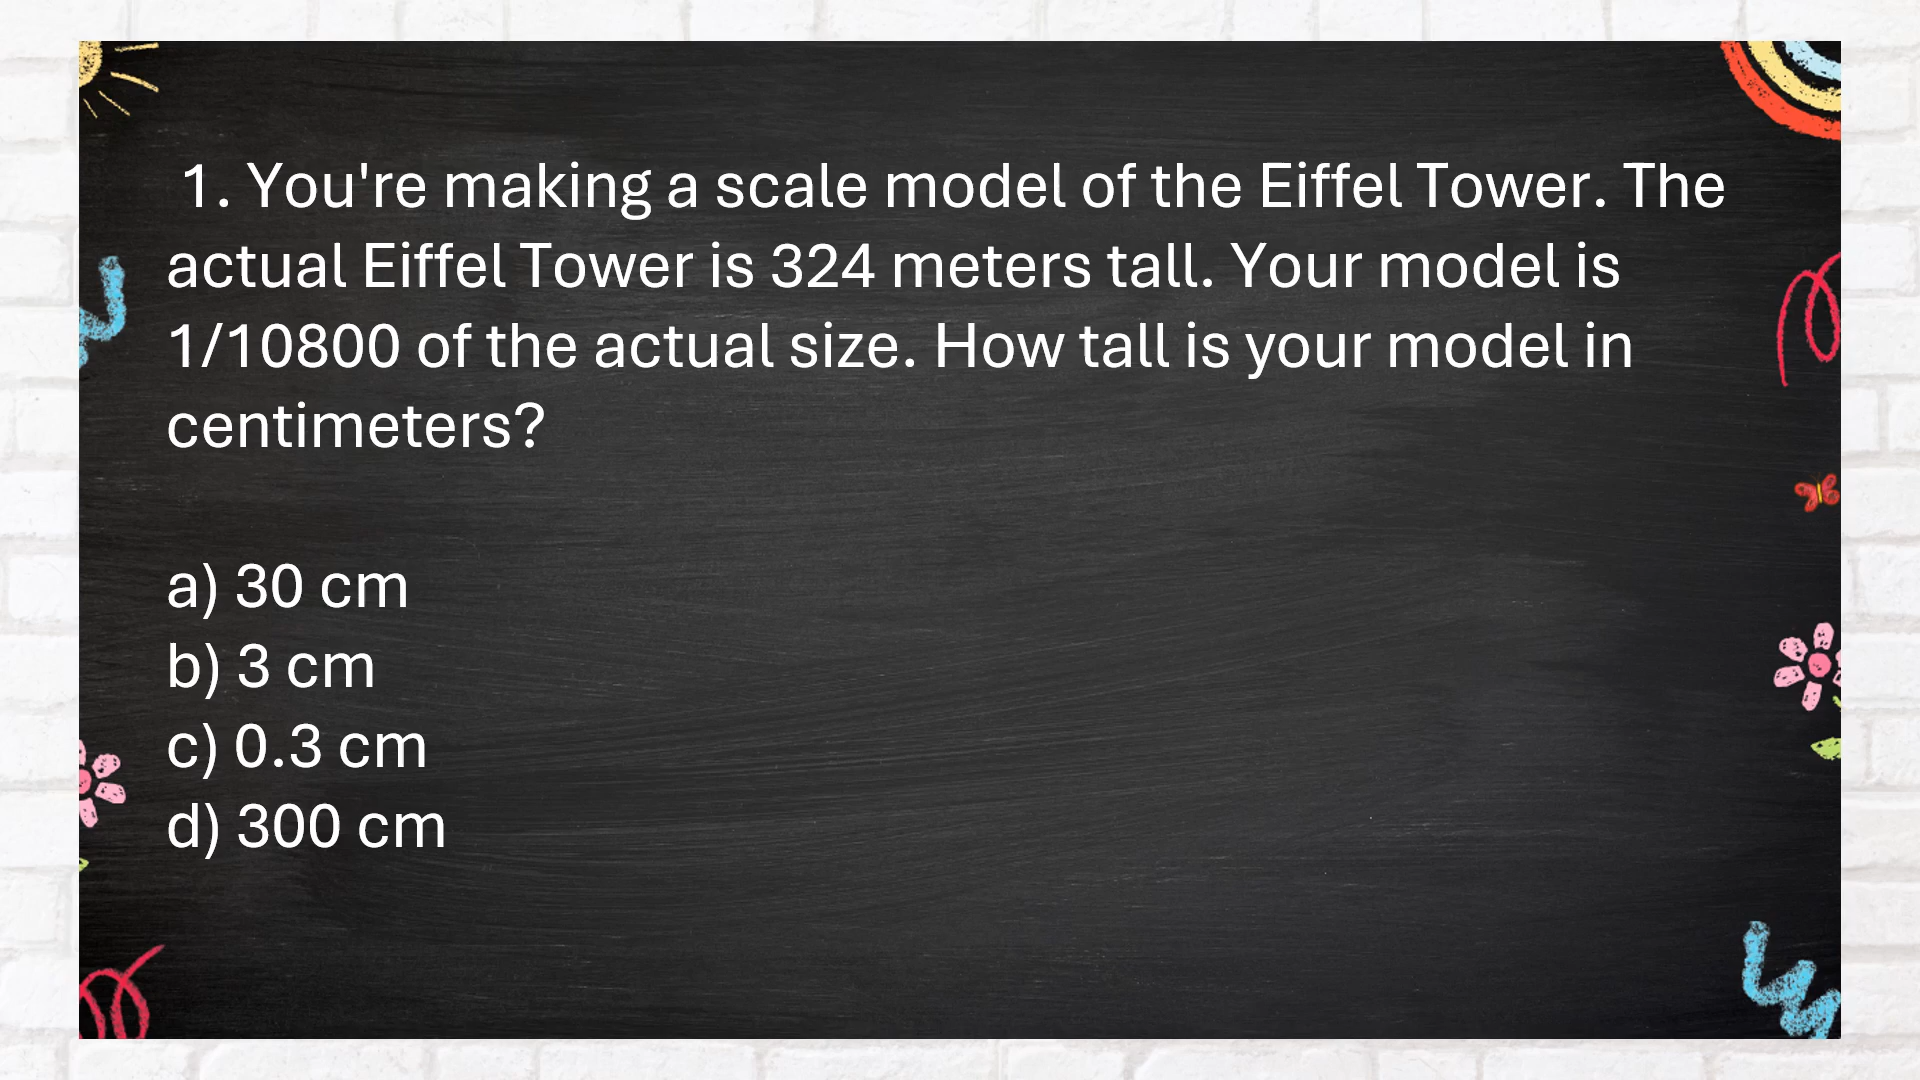 1. You're making a scale model of the Eiffel Tower. The
actual Eiffel Tower is 324 meters tall. Your model is
1/10800 of the actual size. How tall is your model in
centimeters?
a) 30 cm
b) 3 cm
c) 0.3 cm
d) 300 cm